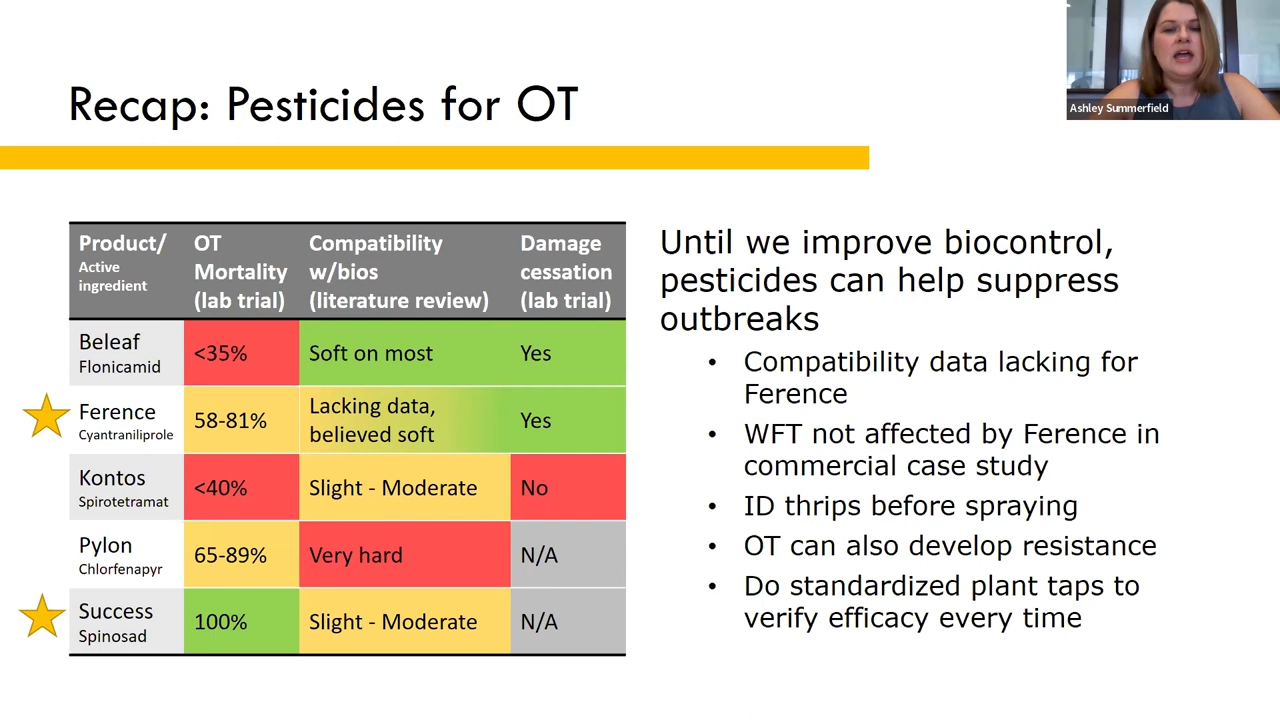 Ashley Summerfield
Recap: Pesticides for OT
Product/
Active
ingredient
OT
Mortality
(lab trial)
Compatibility
w/bios
(literature review)
Damage
cessation
(lab trial)
Beleaf
Flonicamid
<35%
Soft on most
Yes
Ference
Cyantraniliprole
58-81%
Lacking data,
believed soft
Yes
Kontos
Spirotetramat
<40%
Slight - Moderate
No
Pylon
Chlorfenapyr
65-89%
Very hard
N/A
Success
Spinosad
100%
Slight - Moderate
N/A
Until we improve biocontrol,
pesticides can help suppress
outbreaks
• Compatibility data lacking for
Ference
• WFT not affected by Ference in
commercial case study
• ID thrips before spraying
• OT can also develop resistance
• Do standardized plant taps to
verify efficacy every time